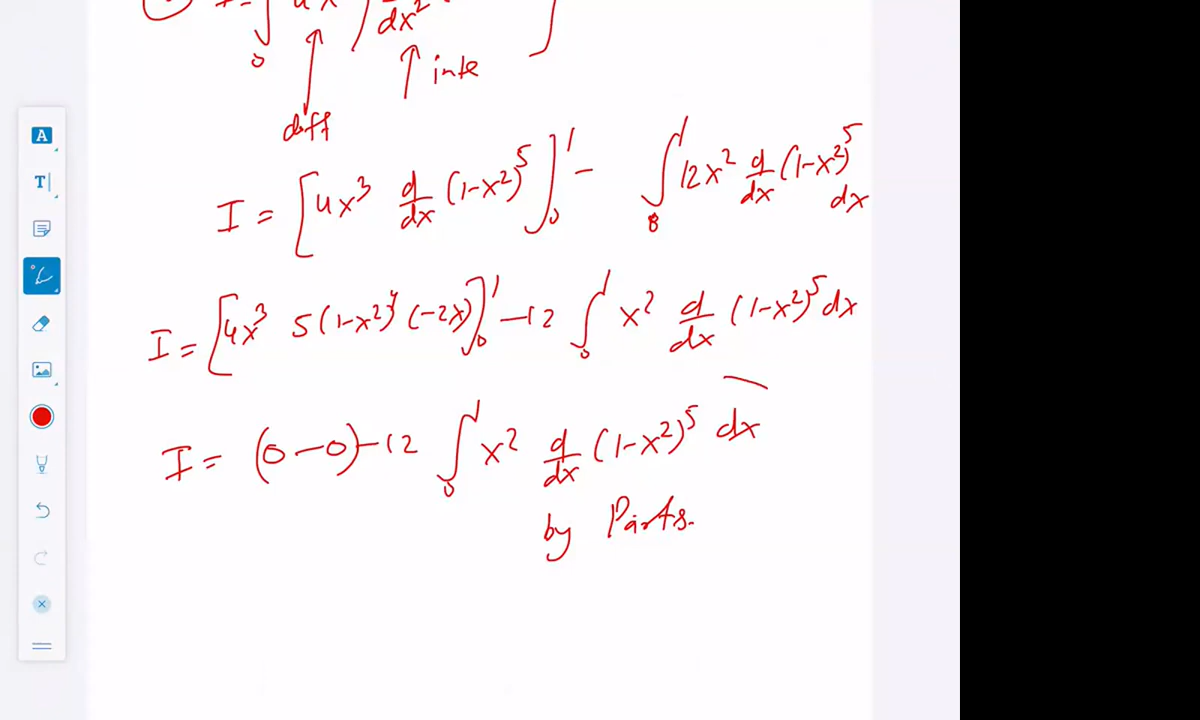 0 dx²
inte
diff
I = [4x³ d/dx (1-x²)⁵]₀¹ - ∫₀¹ 12x² d/dx (1-x²)⁵ dx
I = [4x³ 5(1-x²)⁴ (-2x)]₀¹ -12 ∫₀¹ x² d/dx (1-x²)⁵ dx
I = (0-0)-12 ∫₀¹ x² d/dx (1-x²)⁵ dx
by Parts.